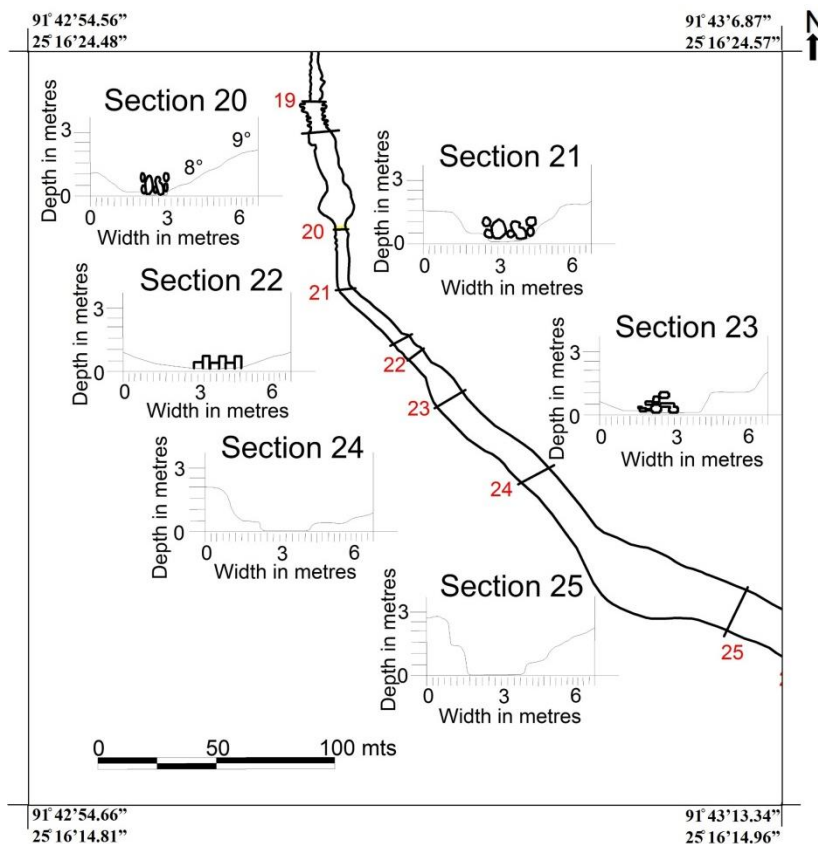 91° 42’54.56”
25° 16’24.48”
91° 43’6.87”
25° 16’24.57”
N
19
Section 20
Depth in metres
3
0
8°
9°
0 3 6
Width in metres
Section 21
Depth in metres
3
0
0 3 6
Width in metres
20
21
Section 22
Depth in metres
3
0
0 3 6
Width in metres
22
23
Section 23
Depth in metres
3
0
0 3 6
Width in metres
Section 24
Depth in metres
3
0
0 3 6
Width in metres
24
Section 25
Depth in metres
3
0
0 3 6
Width in metres
25
0 50 100 mts
91° 42’54.66”
25° 16’14.81”
91° 43’13.34”
25° 16’14.96”